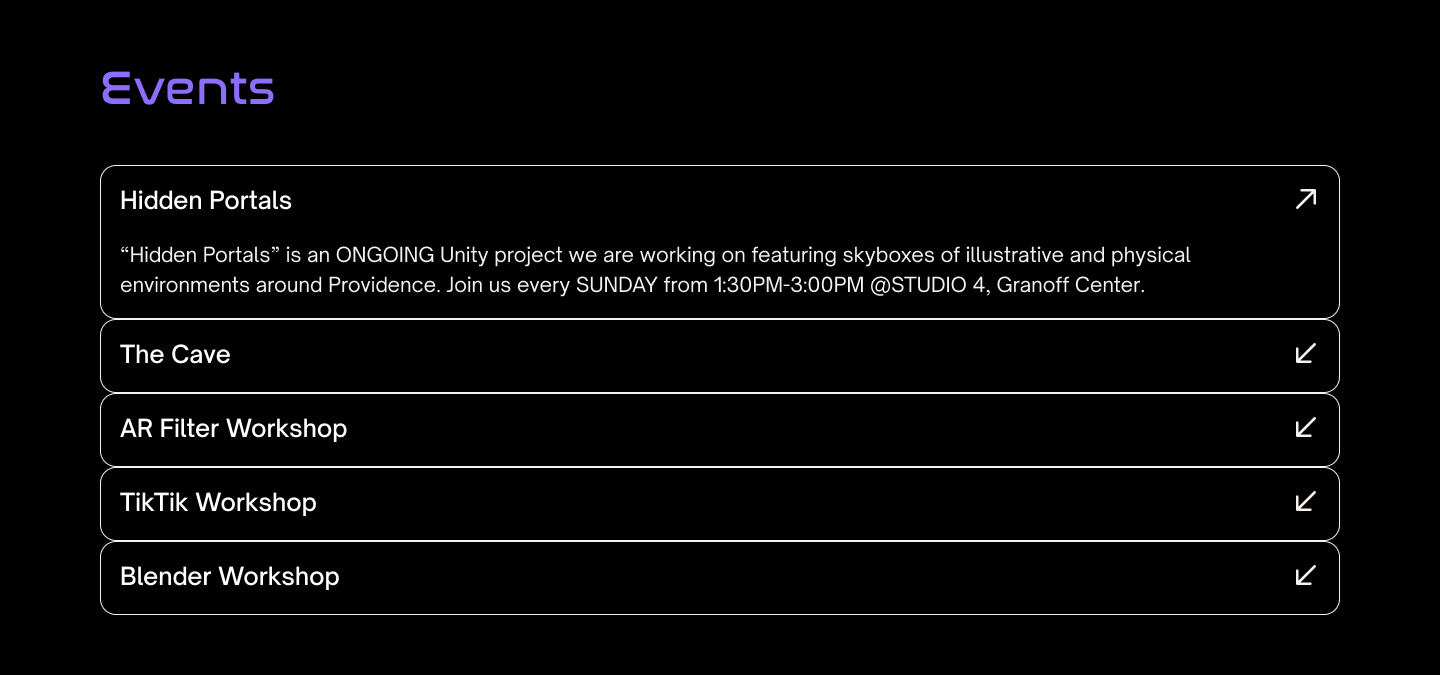 Events
Hidden Portals
“Hidden Portals” is an ONGOING Unity project we are working on featuring skyboxes of illustrative and physical
environments around Providence. Join us every SUNDAY from 1:30PM-3:00PM @STUDIO 4, Granoff Center.
The Cave
AR Filter Workshop
TikTik Workshop
Blender Workshop